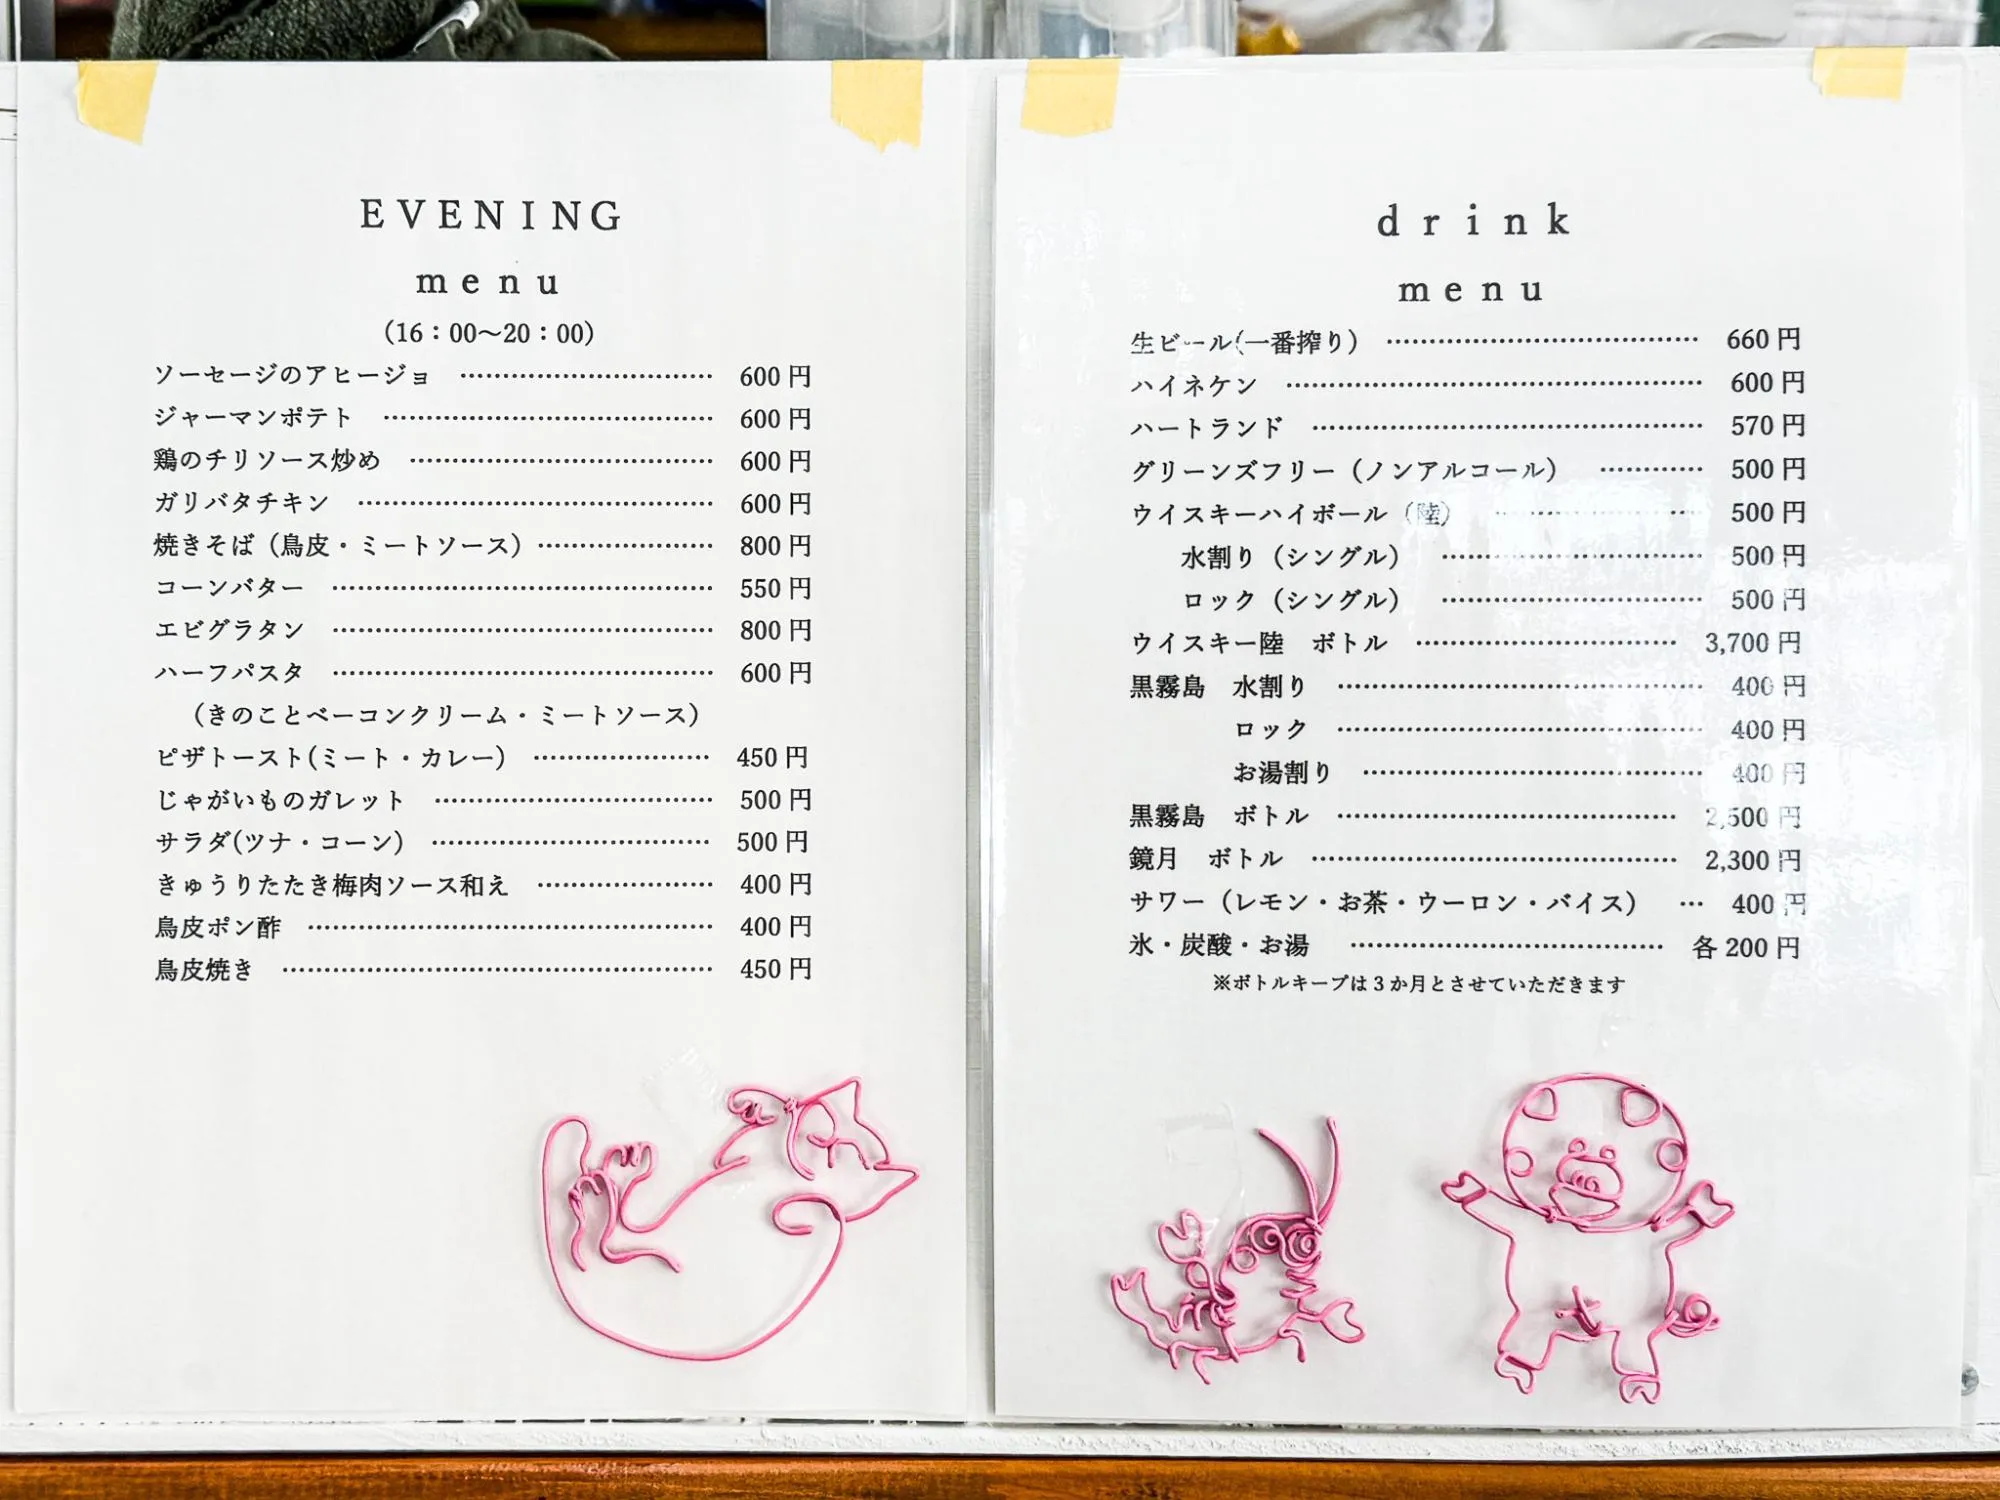 EVENING
menu
（16：00～20：00）
ソーセージのアヒージョ ………………………… 600 円
ジャーマンポテト ………………………………… 600 円
鶏のチリソース炒め ……………………………… 600 円
ガリバタチキン …………………………………… 600 円
焼きそば（鳥皮・ミートソース）………………… 800 円
コーンバター ……………………………………… 550 円
エビグラタン ……………………………………… 800 円
ハーフパスタ ……………………………………… 600 円
（きのことベーコンクリーム・ミートソース）
ピザトースト(ミート・カレー） ………………… 450 円
じゃがいものガレット …………………………… 500 円
サラダ(ツナ・コーン） …………………………… 500 円
きゅうりたたき梅肉ソース和え ………………… 400 円
鳥皮ポン酢 ………………………………………… 400 円
鳥皮焼き …………………………………………… 450 円
drink
menu
生ビール(一番搾り） ……………………………… 660 円
ハイネケン ………………………………………… 600 円
ハートランド ……………………………………… 570 円
グリーンズフリー（ノンアルコール） ………… 500 円
ウイスキーハイボール（陸） …………………… 500 円
水割り（シングル） ………………………… 500 円
ロック（シングル） ………………………… 500 円
ウイスキー陸　ボトル ………………………… 3,700 円
黒霧島　水割り …………………………………… 400 円
ロック …………………………………… 400 円
お湯割り ………………………………… 400 円
黒霧島　ボトル ………………………………… 2,500 円
鏡月　ボトル …………………………………… 2,300 円
サワー（レモン・お茶・ウーロン・バイス） … 400 円
氷・炭酸・お湯 ……………………………… 各 200 円
※ボトルキープは 3 か月とさせていただきます